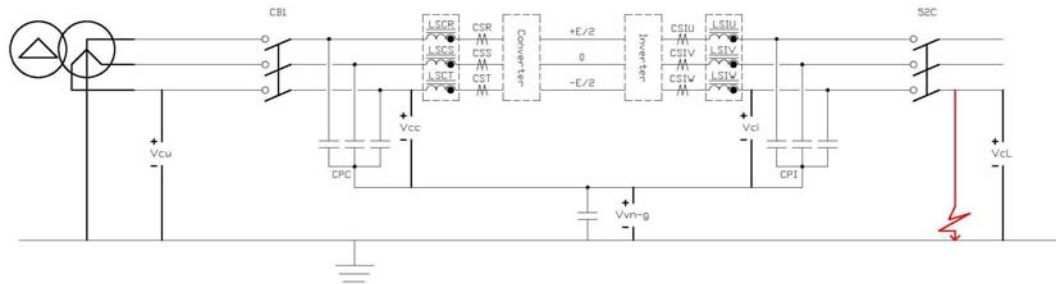 CB1
52C
LSCR
CSR
LSCS
CSS
LSCT
CST
Converter
+E/2
0
-E/2
Inverter
CSIU
LSIU
CSIV
LSIV
CSIW
LSIW
+
Vcu
-
+
Vcc
-
+
Vci
-
+
VcL
-
CPC
CPI
+
Vvn-g
-